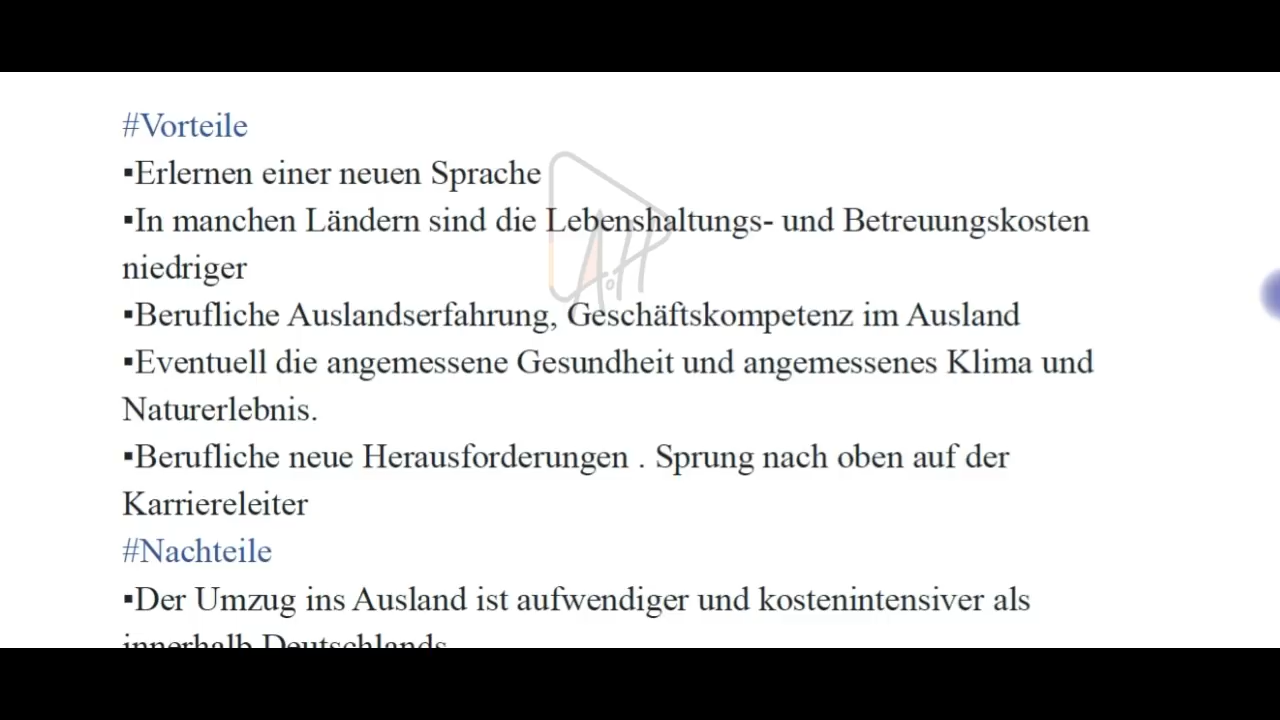 #Vorteile
▪Erlernen einer neuen Sprache
▪In manchen Ländern sind die Lebenshaltungs- und Betreuungskosten
niedriger
▪Berufliche Auslandserfahrung, Geschäftskompetenz im Ausland
▪Eventuell die angemessene Gesundheit und angemessenes Klima und
Naturerlebnis.
▪Berufliche neue Herausforderungen . Sprung nach oben auf der
Karriereleiter
#Nachteile
▪Der Umzug ins Ausland ist aufwendiger und kostenintensiver als
innerhalb Deutschlands